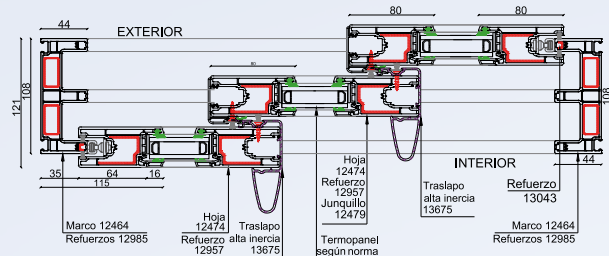 44
EXTERIOR
80
80
80
121
108
108
INTERIOR
44
35
64
16
115
Marco 12464
Refuerzos 12985
Hoja
12474
Refuerzo
12957
Traslapo
alta inercia
13675
Hoja
12474
Refuerzo
12957
Junquillo
12479
Termopanel
según norma
Traslapo
alta inercia
13675
Refuerzo
13043
Marco 12464
Refuerzos 12985